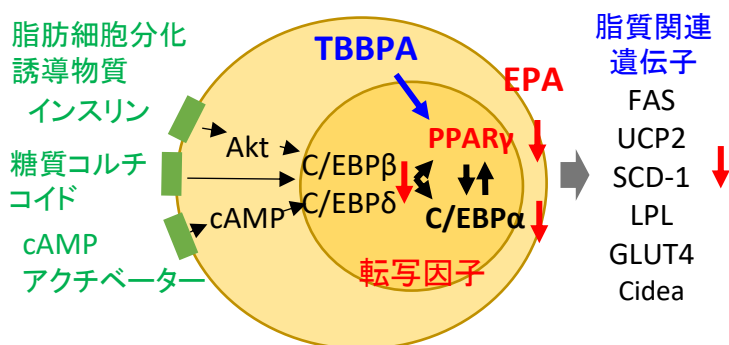 脂肪細胞分化
誘導物質
インスリン
糖質コルチ
コイド
cAMP
アクチベーター
TBBPA
EPA
Akt
cAMP
C/EBPβ
C/EBPδ
PPARγ
C/EBPα
転写因子
脂質関連
遺伝子
FAS
UCP2
SCD-1
LPL
GLUT4
Cidea